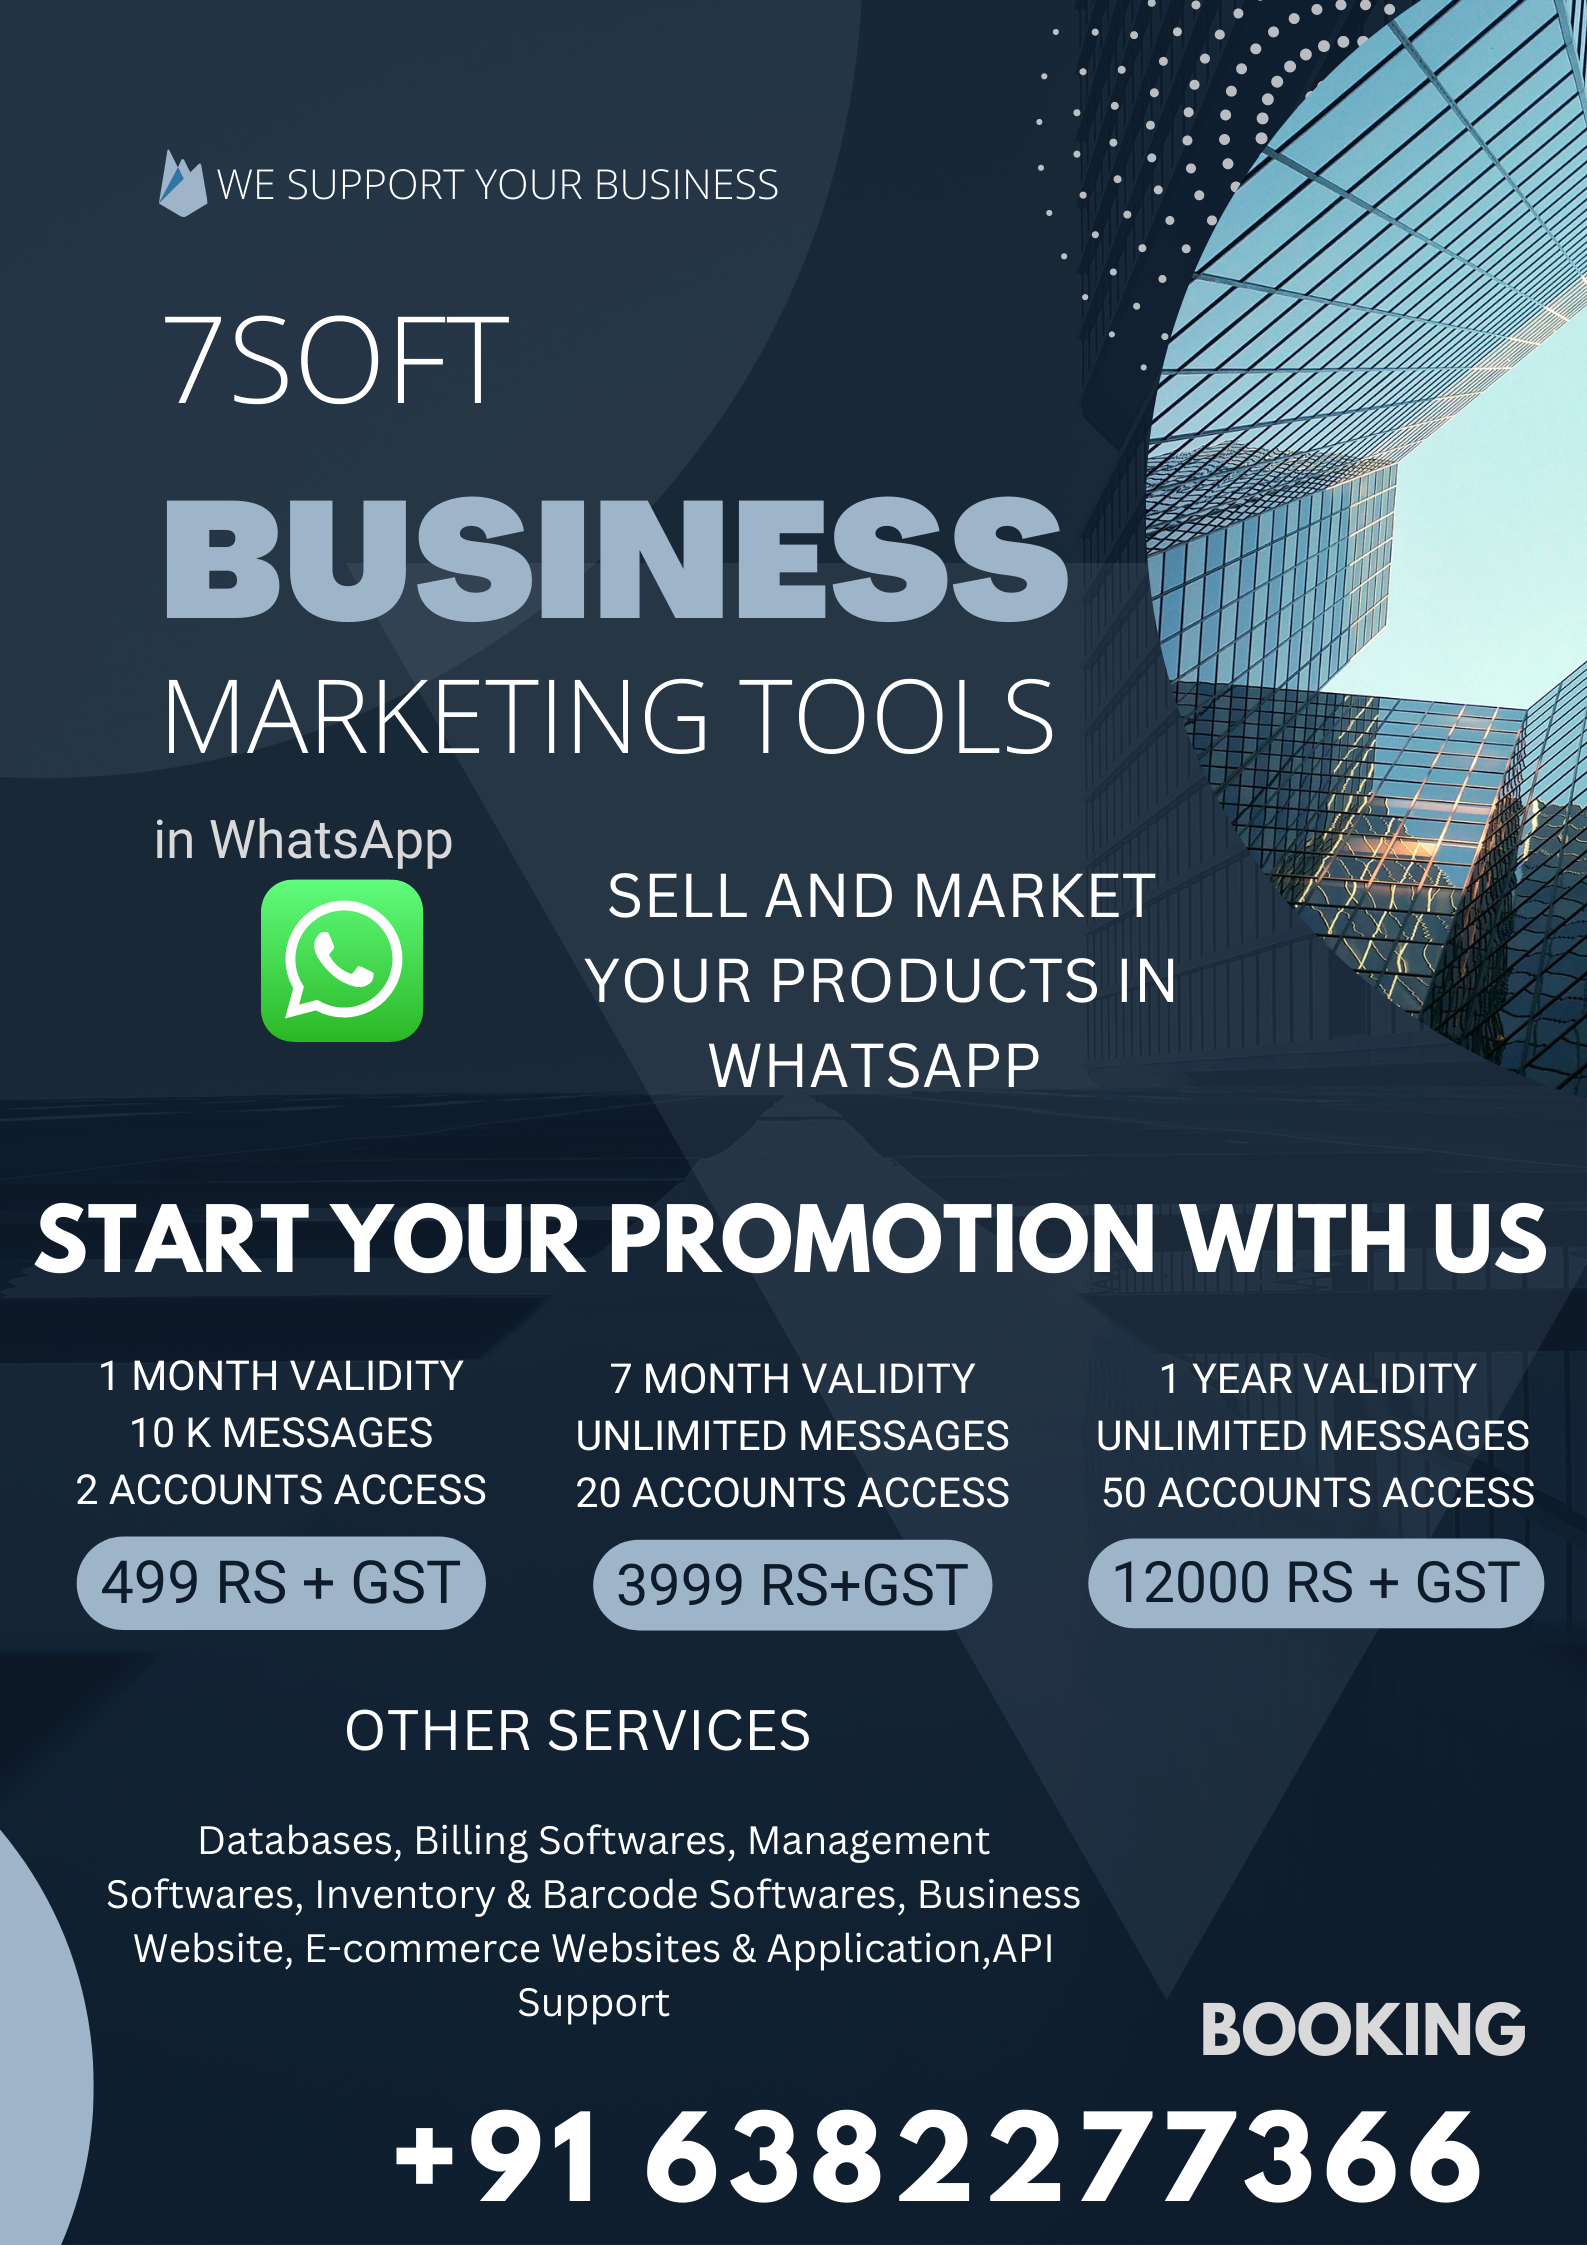 WE SUPPORT YOUR BUSINESS
7SOFT
BUSINESS
MARKETING TOOLS
in WhatsApp
SELL AND MARKET
YOUR PRODUCTS IN
WHATSAPP
START YOUR PROMOTION WITH US
1 MONTH VALIDITY
10 K MESSAGES
2 ACCOUNTS ACCESS
499 RS + GST
7 MONTH VALIDITY
UNLIMITED MESSAGES
20 ACCOUNTS ACCESS
3999 RS+GST
1 YEAR VALIDITY
UNLIMITED MESSAGES
50 ACCOUNTS ACCESS
12000 RS + GST
OTHER SERVICES
Databases, Billing Softwares, Management
Softwares, Inventory & Barcode Softwares, Business
Website, E-commerce Websites & Application,API
Support
BOOKING
+91 6382277366